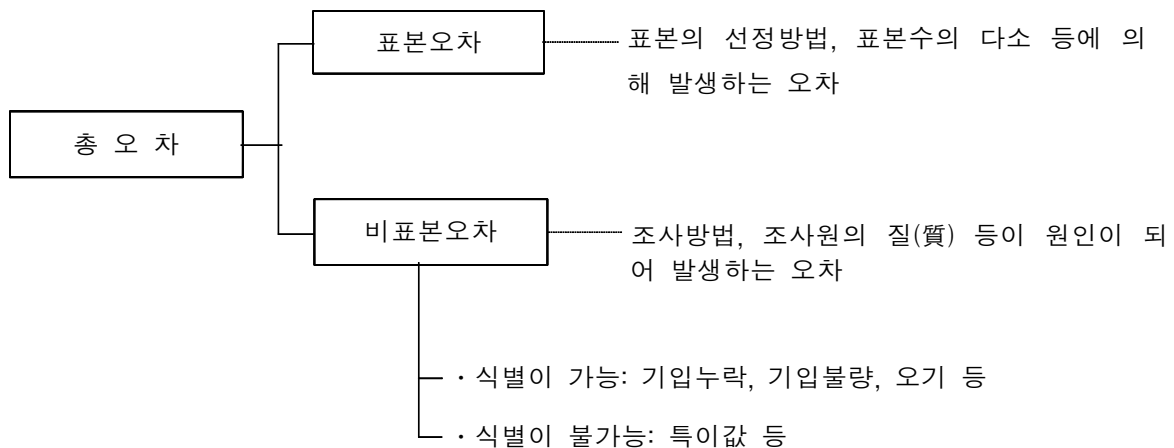 표본오차
표본의 선정방법, 표본수의 다소 등에 의
해 발생하는 오차
총 오 차
비표본오차
조사방법, 조사원의 질(質) 등이 원인이 되
어 발생하는 오차
· 식별이 가능: 기입누락, 기입불량, 오기 등
· 식별이 불가능: 특이값 등